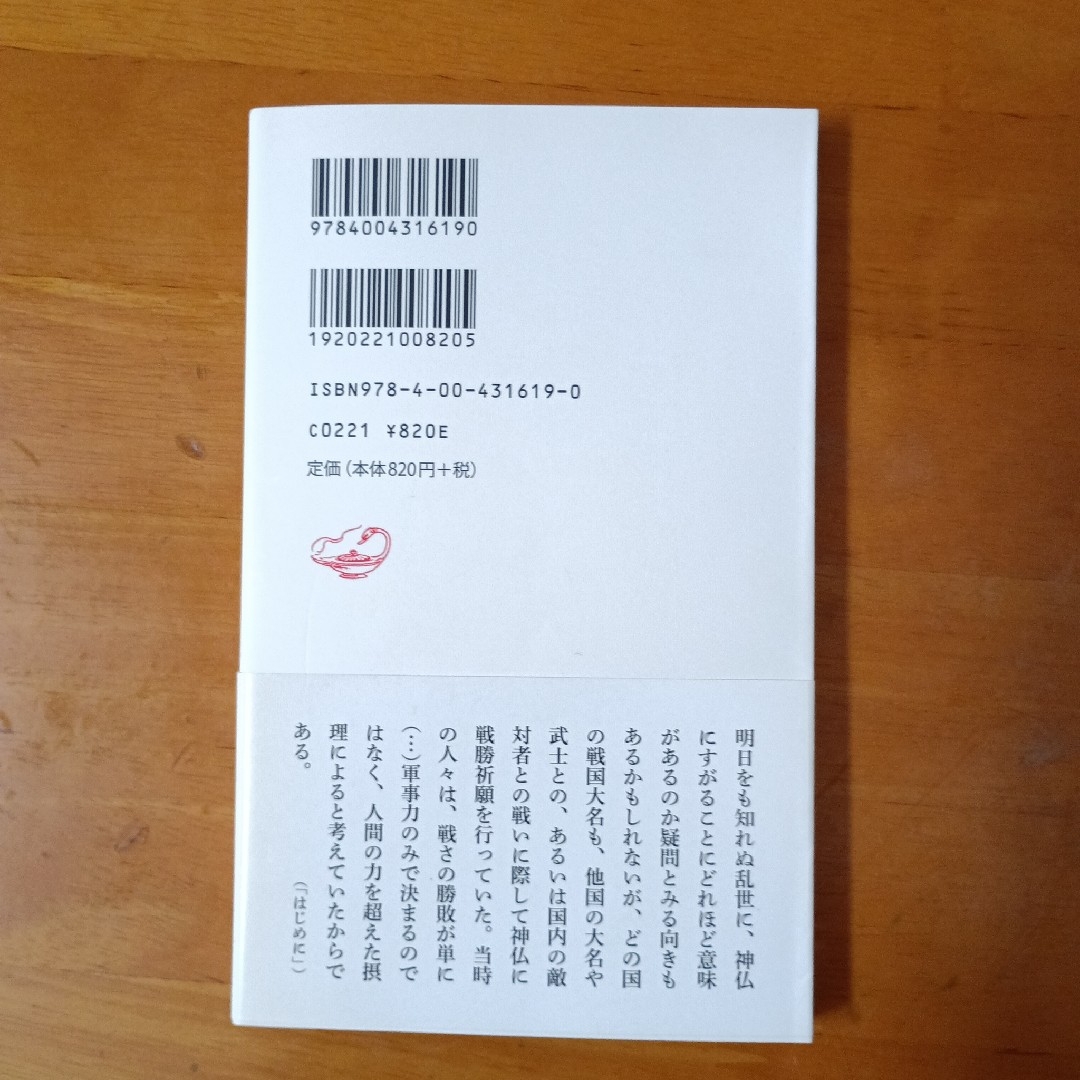 9784004316190
1920221008205
ISBN978-4-00-431619-0
C0221 ¥820E
定価(本体820円+税)
明日をも知れぬ乱世に、神仏
にすがることにどれほど意味
があるのか疑問とみる向きも
あるかもしれないが、どの国
の戦国大名も、他国の大名や
武士との、あるいは国内の敵
対者との戦いに際して神仏に
戦勝祈願を行っていた。当時
の人々は、戦さの勝敗が単に
(…)軍事力のみで決まるので
はなく、人間の力を超えた摂
理によると考えていたからで
ある。
(「はじめに」)